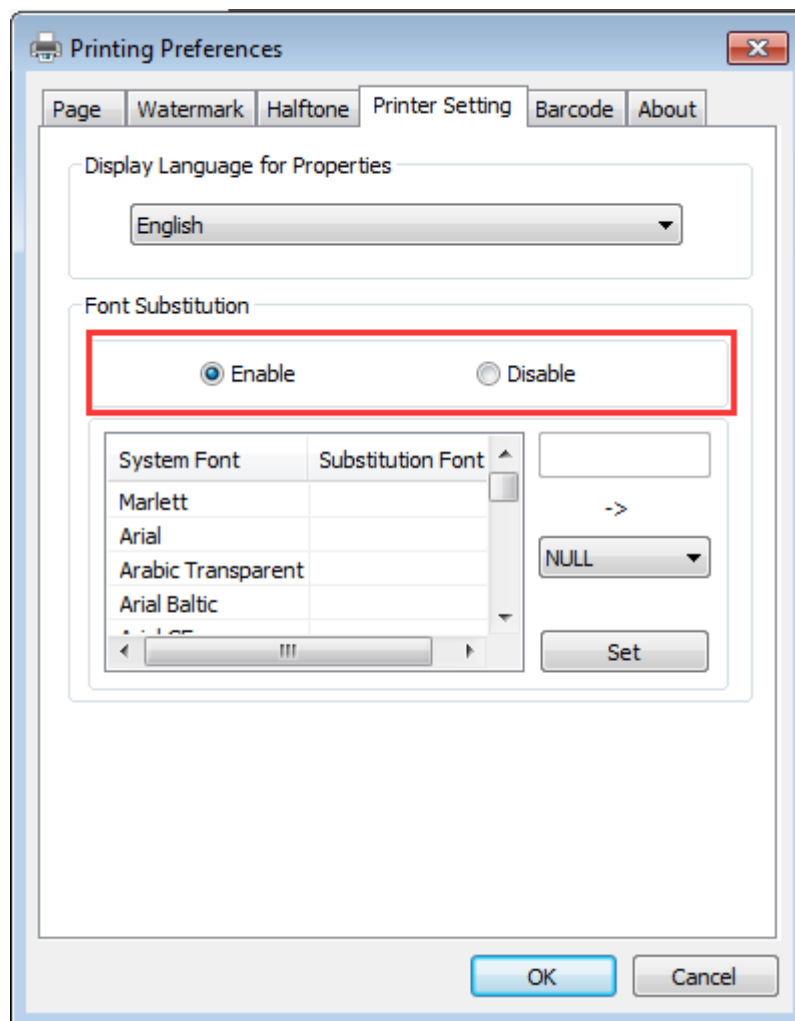 Printing Preferences
Page Watermark Halftone Printer Setting Barcode About
Display Language for Properties
English
Font Substitution
Enable Disable
System Font Substitution Font
Marlett
->
Arial
NULL
Arabic Transparent
Arial Baltic
Set
OK Cancel